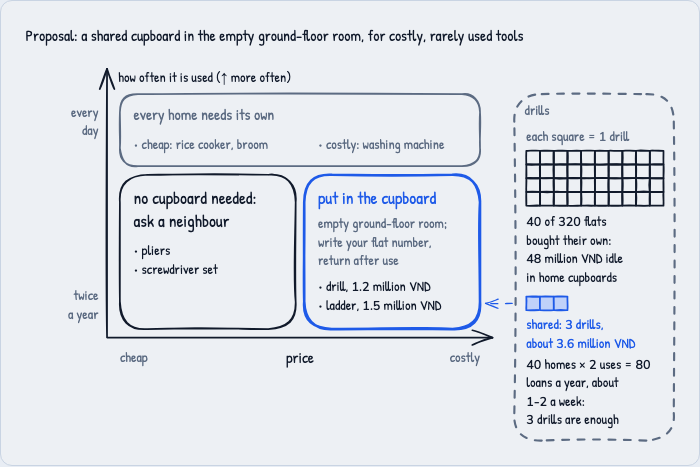 Proposal: a shared cupboard in the empty ground-floor room, for costly, rarely used tools
how often it is used (↑ more often)
every
day
every home needs its own
• cheap: rice cooker, broom
• costly: washing machine
no cupboard needed:
ask a neighbour
• pliers
• screwdriver set
put in the cupboard
empty ground-floor room;
write your flat number,
return after use
• drill, 1.2 million VND
• ladder, 1.5 million VND
twice
a year
cheap
price
costly
drills
each square = 1 drill
40 of 320 flats
bought their own:
48 million VND idle
in home cupboards
shared: 3 drills,
about 3.6 million VND
40 homes × 2 uses = 80
loans a year, about
1–2 a week:
3 drills are enough